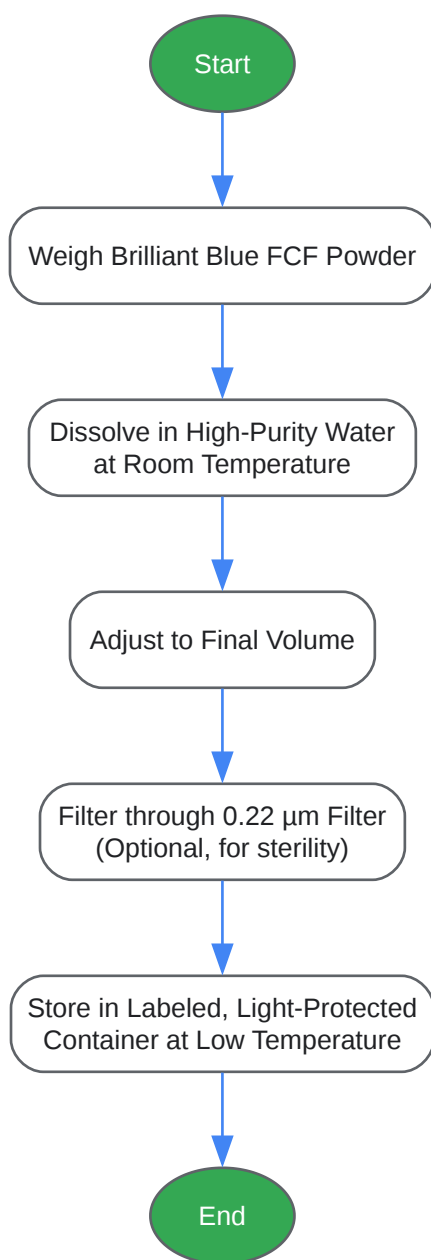 Start
Weigh Brilliant Blue FCF Powder
Dissolve in High-Purity Water
at Room Temperature
Adjust to Final Volume
Filter through 0.22 µm Filter
(Optional, for sterility)
Store in Labeled, Light-Protected
Container at Low Temperature
End